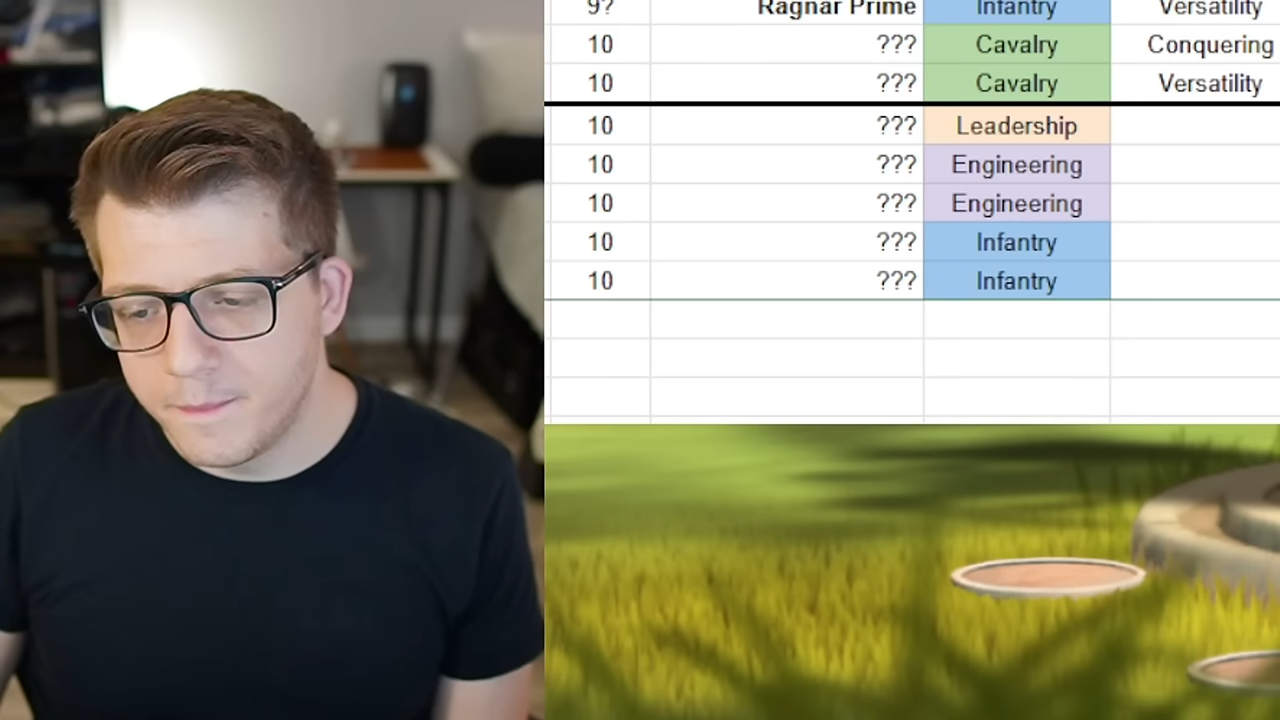 9? Ragnar Prime Infantry Versatility
10 ??? Cavalry Conquering
10 ??? Cavalry Versatility
10 ??? Leadership
10 ??? Engineering
10 ??? Engineering
10 ??? Infantry
10 ??? Infantry